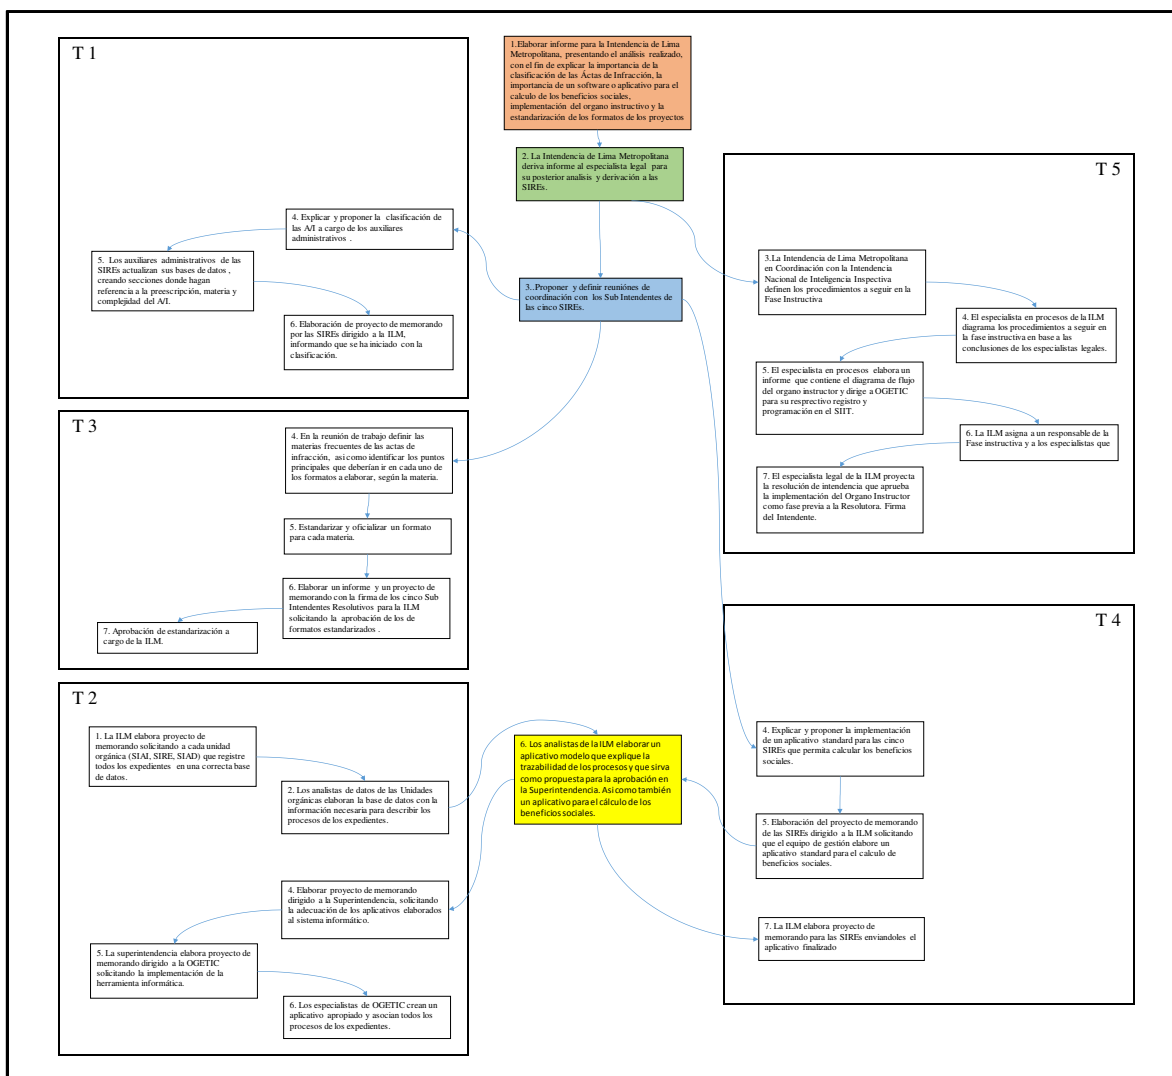 T 1
1.Elaborar informe para la Intendencia de Lima
Metropolitana, presentando el análisis realizado,
con el fin de explicar la importancia de la
clasificación de las Áctas de Infracción, la
importancia de un software o aplicativo para el
calculo de los beneficios sociales,
implementación del organo instructivo y la
estandarización de los formatos de los proyectos
2. La Intendencia de Lima Metropolitana
deriva informe al especialista legal para
su posterior analisis y derivación a las
SIREs.
3..Proponer y definir reuniónes de
coordinación con los Sub Intendentes de
las cinco SIREs.
4. Explicar y proponer la clasificación de
las A/I a cargo de los auxiliares
administrativos .
5. Los auxiliares administrativos de las
SIREs actualizan sus bases de datos ,
creando secciones donde hagan
referencia a la preescripción, materia y
complejidad del A/I.
6. Elaboración de proyecto de memorando
por las SIREs dirigido a la ILM,
informando que se ha iniciado con la
clasificación.
T 5
3.La Intendencia de Lima Metropolitana
en Coordinación con la Intendencia
Nacional de Inteligencia Inspectiva
definen los procedimientos a seguir en la
Fase Instructiva
4. El especialista en procesos de la ILM
diagrama los procedimientos a seguir en
la fase instructiva en base a las
conclusiones de los especialistas legales.
5. El especialista en procesos elabora un
informe que contiene el diagrama de flujo
del organo instructor y dirige a OGETIC
para su resprectivo registro y
programación en el SIIT.
6. La ILM asigna a un responsable de la
Fase instructiva y a los especialistas que
7. El especialista legal de la ILM proyecta
la resolución de intendencia que aprueba
la implementación del Organo Instructor
como fase previa a la Resolutora. Firma
del Intendente.
T 3
4. En la reunión de trabajo definir las
materias frecuentes de las actas de
infracción, asi como identificar los puntos
principales que deberían ir en cada uno de
los formatos a elaborar, según la materia.
5. Estandarizar y oficializar un formato
para cada materia.
6. Elaborar un informe y un proyecto de
memorando con la firma de los cinco Sub
Intendentes Resolutivos para la ILM
solicitando la aprobación de los de
formatos estandarizados .
7. Aprobación de estandarización a
cargo de la ILM.
T 4
4. Explicar y proponer la implementación
de un aplicativo standard para las cinco
SIREs que permita calcular los beneficios
sociales.
5. Elaboración del proyecto de memorando
de las SIREs dirigido a la ILM solicitando
que el equipo de gestión elabore un
aplicativo standard para el calculo de
beneficios sociales.
7. La ILM elabora proyecto de
memorando para las SIREs enviandoles el
aplicativo finalizado
T 2
1. La ILM elabora proyecto de
memorando solicitando a cada unidad
orgánica (SIAI, SIRE, SIAD) que registre
todos los expedientes en una correcta base
de datos.
2. Los analistas de datos de las Unidades
orgánicas elaboran la base de datos con la
información necesaria para describir los
procesos de los expedientes.
6. Los analistas de la ILM elaborar un
aplicativo modelo que explique la
trazabilidad de los procesos y que sirva
como propuesta para la aprobación en
la Superintendencia. Asi como también
un aplicativo para el cálculo de los
beneficios sociales.
4. Elaborar proyecto de memorando
dirigido a la Superintendencia, solicitando
la adecuación de los aplicativos elaborados
al sistema informático.
5. La superintendencia elabora proyecto de
memorando dirigido a la OGETIC
solicitando la implementación de la
herramienta informática.
6. Los especialistas de OGETIC crean un
aplicativo apropiado y asocian todos los
procesos de los expedientes.